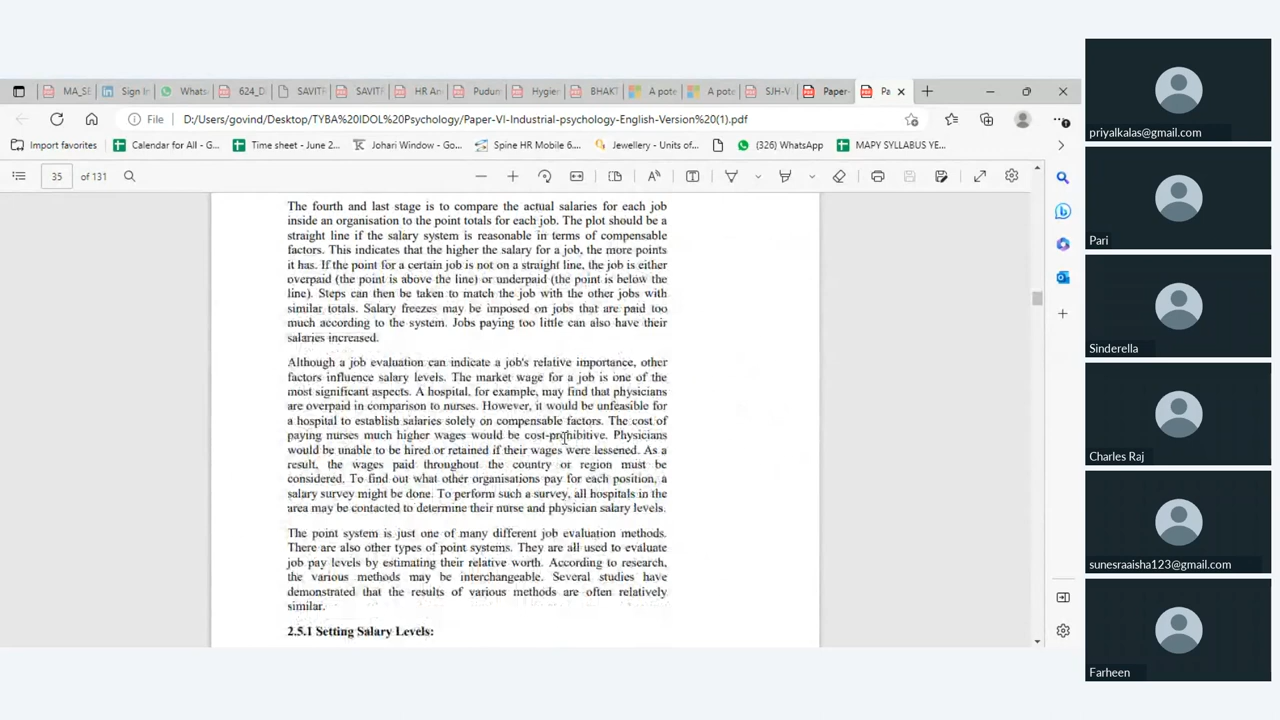 MA_SE
Sign In
Whats
624_D
SAVITF
SAVITF
HR An
Pudun
Hygie
BHAKT
A pote
A pote
SJH-V
Paper-
Pa
File
D:/Users/govind/Desktop/TYBA%20IDOL%20Psychology/Paper-VI-Industrial-psychology-English-Version%20(1).pdf
Import favorites
Calendar for All - G...
Time sheet - June 2...
Johari Window - Go...
Spine HR Mobile 6....
Jewellery - Units of...
(326) WhatsApp
MAPY SYLLABUS YE...
35 of 131
The fourth and last stage is to compare the actual salaries for each job
inside an organisation to the point totals for each job. The plot should be a
straight line if the salary system is reasonable in terms of compensable
factors. This indicates that the higher the salary for a job, the more points
it has. If the point for a certain job is not on a straight line, the job is either
overpaid (the point is above the line) or underpaid (the point is below the
line). Steps can then be taken to match the job with the other jobs with
similar totals. Salary freezes may be imposed on jobs that are paid too
much according to the system. Jobs paying too little can also have their
salaries increased.
Although a job evaluation can indicate a job's relative importance, other
factors influence salary levels. The market wage for a job is one of the
most significant aspects. A hospital, for example, may find that physicians
are overpaid in comparison to nurses. However, it would be unfeasible for
a hospital to establish salaries solely on compensable factors. The cost of
paying nurses much higher wages would be cost-prohibitive. Physicians
would be unable to be hired or retained if their wages were lessened. As a
result, the wages paid throughout the country or region must be
considered. To find out what other organisations pay for each position, a
salary survey might be done. To perform such a survey, all hospitals in the
area may be contacted to determine their nurse and physician salary levels.
The point system is just one of many different job evaluation methods.
There are also other types of point systems. They are all used to evaluate
job pay levels by estimating their relative worth. According to research,
the various methods may be interchangeable. Several studies have
demonstrated that the results of various methods are often relatively
similar.
2.5.1 Setting Salary Levels:
priyalkalas@gmail.com
Pari
Sinderella
Charles Raj
sunesraaisha123@gmail.com
Farheen